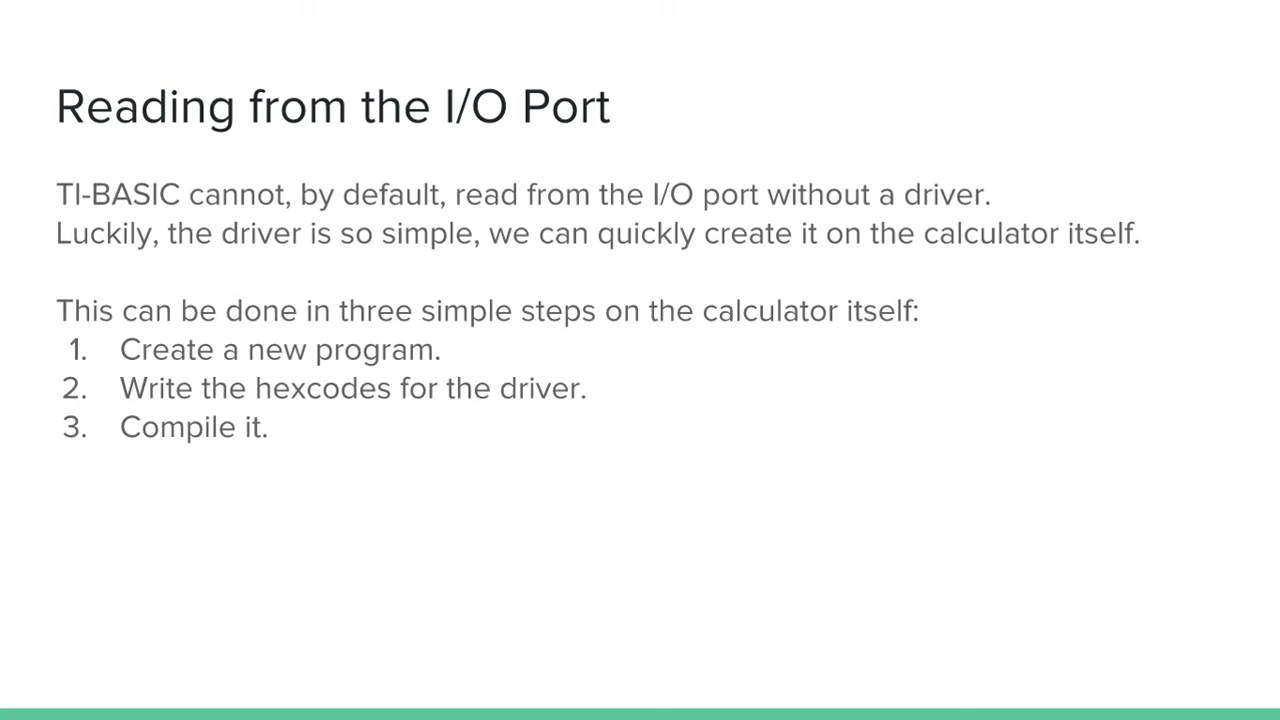 Reading from the I/O Port
TI-BASIC cannot, by default, read from the I/O port without a driver.
Luckily, the driver is so simple, we can quickly create it on the calculator itself.
This can be done in three simple steps on the calculator itself:
1. Create a new program.
2. Write the hexcodes for the driver.
3. Compile it.